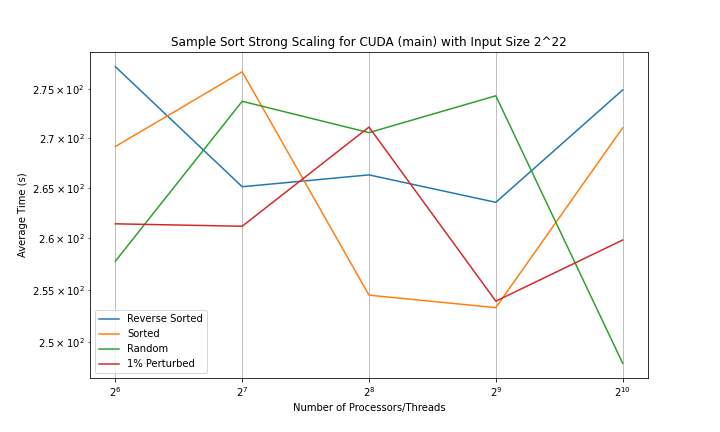 Sample Sort Strong Scaling for CUDA (main) with Input Size 2^22
Average Time (s)
2.75 × 10²
2.7 × 10²
2.65 × 10²
2.6 × 10²
2.55 × 10²
2.5 × 10²
Reverse Sorted
Sorted
Random
1% Perturbed
2⁶ 2⁷ 2⁸ 2⁹ 2¹⁰
Number of Processors/Threads